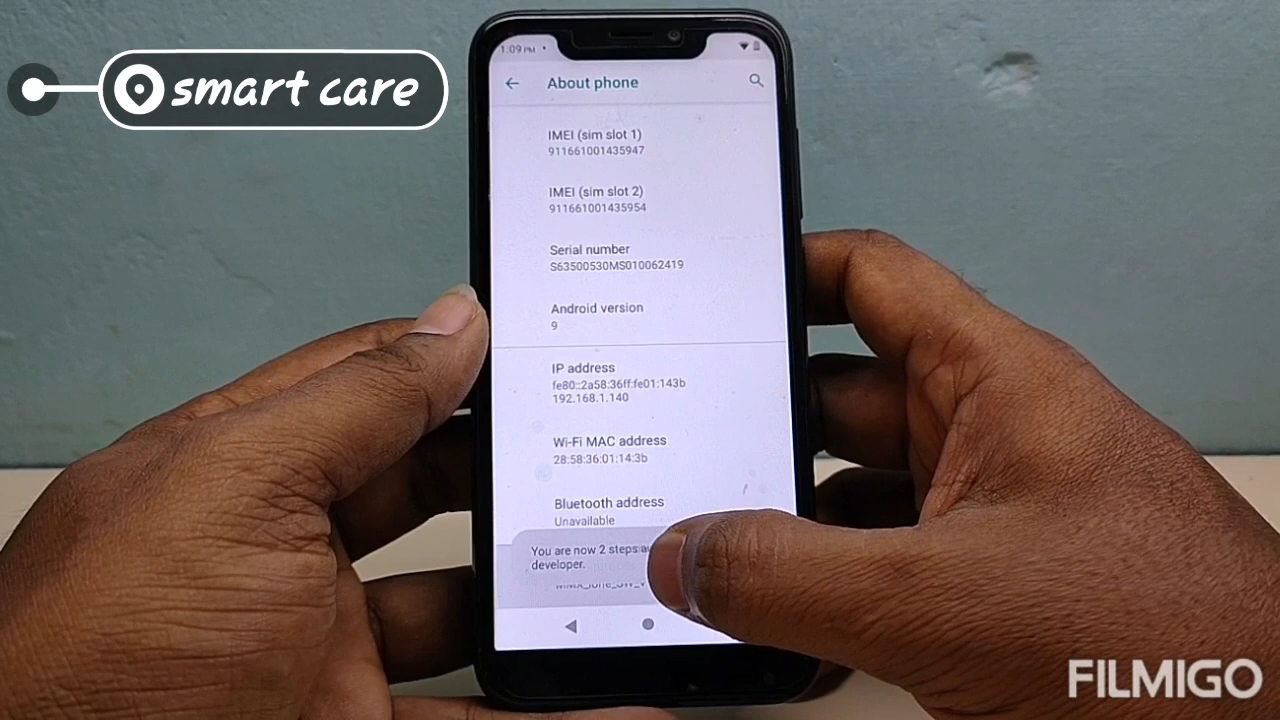 smart care
1:09 PM
About phone
IMEI (sim slot 1)
911661001435947
IMEI (sim slot 2)
911661001435954
Serial number
S63500530MS010062419
Android version
9
IP address
fe80::2a58:36ff:fe01:143b
192.168.1.140
Wi-Fi MAC address
28:58:36:01:14:3b
Bluetooth address
Unavailable
You are now 2 steps
developer.
FILMIGO